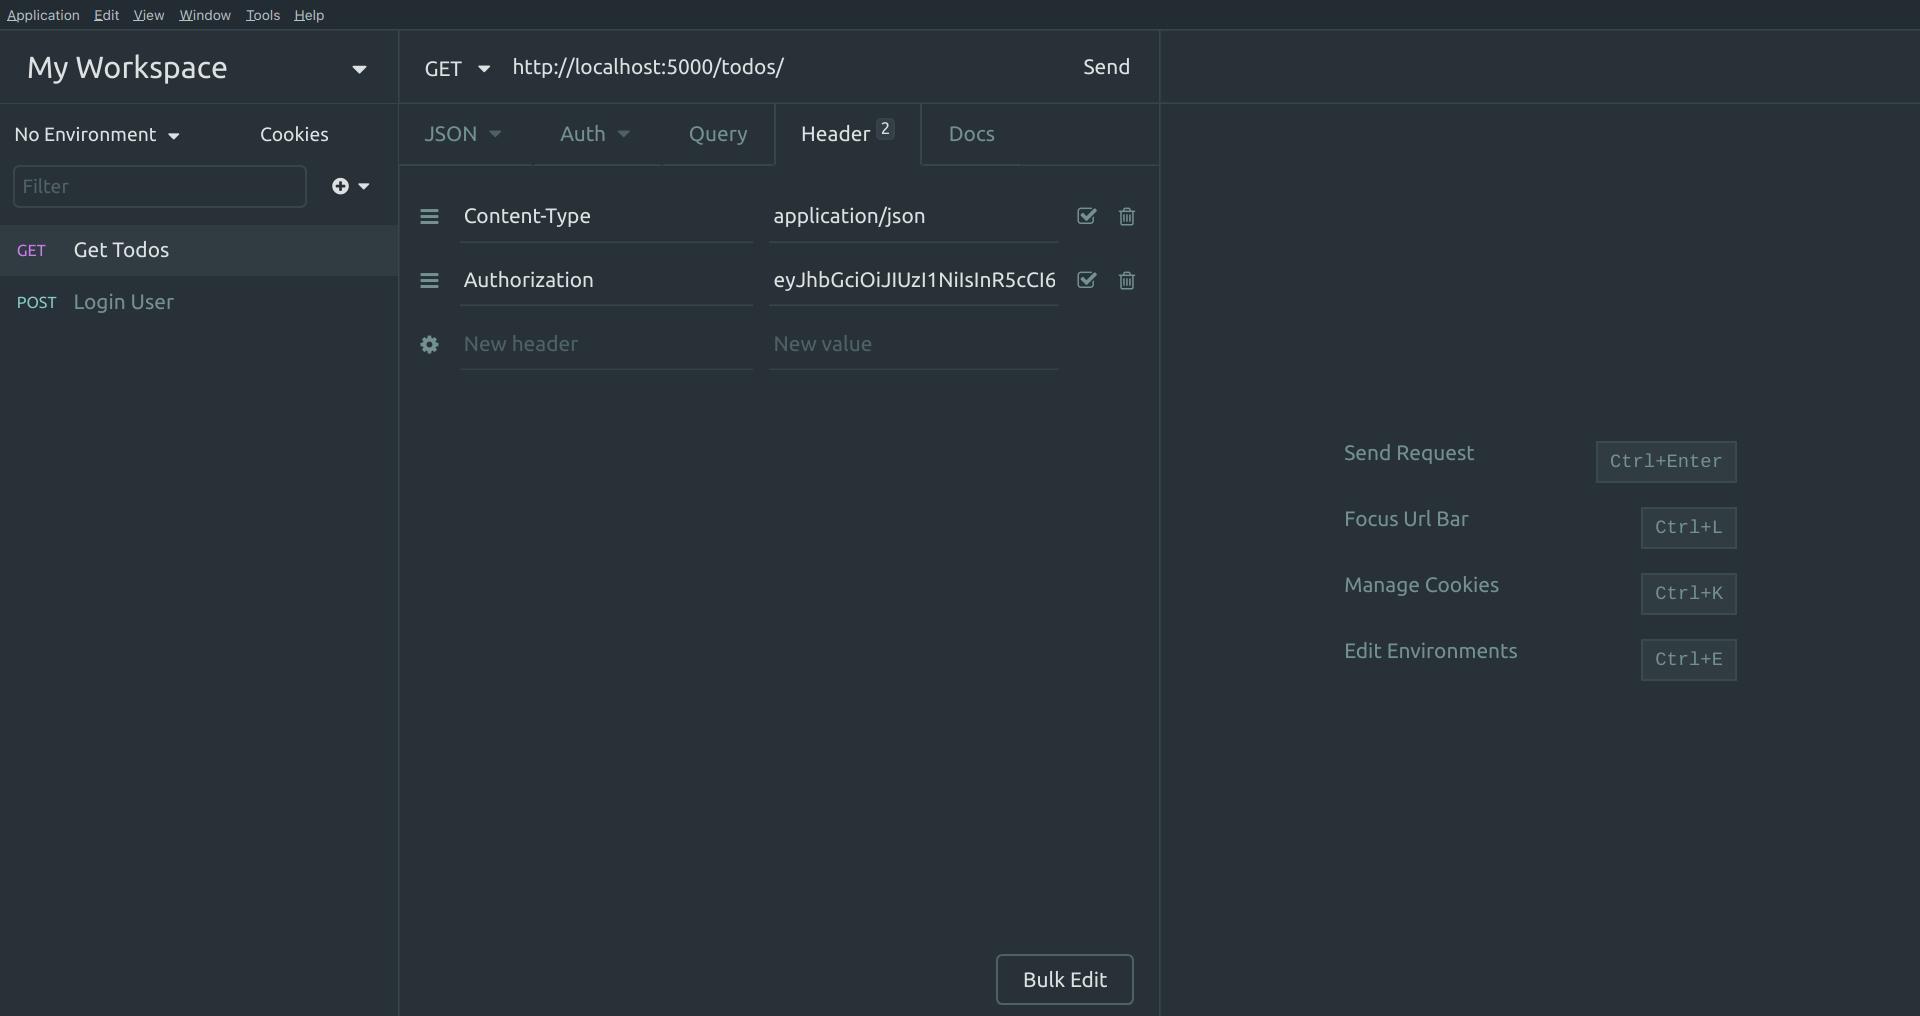 Application Edit View Window Tools Help
My Workspace
GET http://localhost:5000/todos/ Send
No Environment Cookies
JSON Auth Query Header 2 Docs
Filter
GET Get Todos
POST Login User
Content-Type application/json
Authorization eyJhbGciOiJIUzI1NiIsInR5cCI6
New header New value
Send Request Ctrl+Enter
Focus Url Bar Ctrl+L
Manage Cookies Ctrl+K
Edit Environments Ctrl+E
Bulk Edit